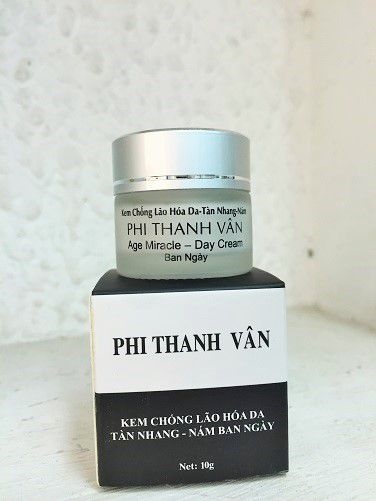 Kem Chống Lão Hóa Da-Tàn Nhang-Nám
PHI THANH VÂN
Age Miracle – Day Cream
Ban Ngày
PHI THANH VÂN
KEM CHỐNG LÃO HÓA DA
TÀN NHANG - NÁM BAN NGÀY
Net: 10g